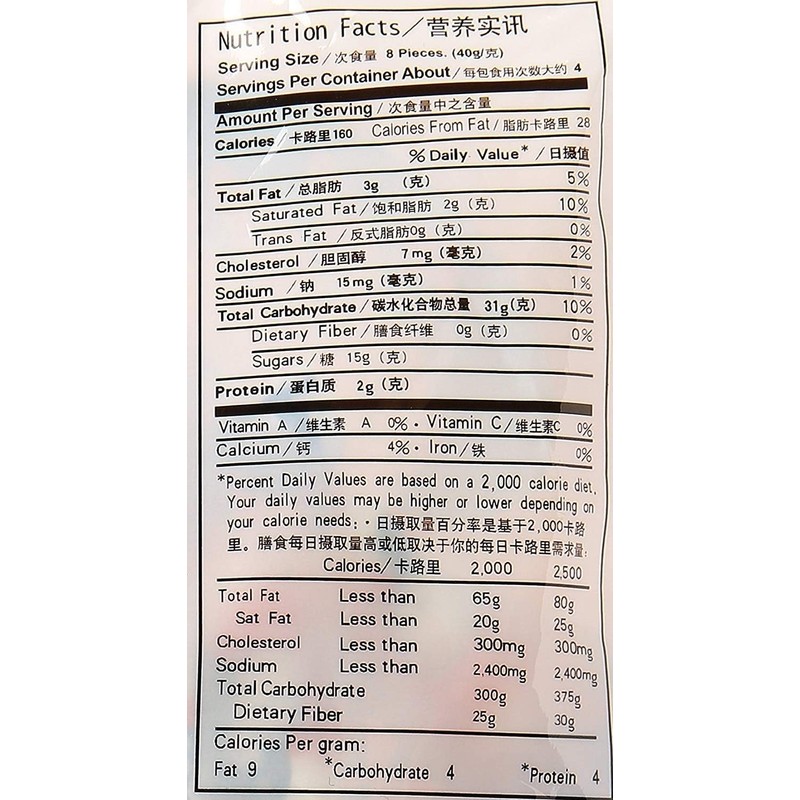 Nutrition Facts／营养实讯
Serving Size / 次食量 8 Pieces. (40g/克)
Servings Per Container About / 每包食用次数大约 4
Amount Per Serving / 次食量中之含量
Calories / 卡路里160 Calories From Fat / 脂肪卡路里 28
% Daily Value* / 日摄值
Total Fat / 总脂肪 3g (克) 5%
Saturated Fat / 饱和脂肪 2g (克) 10%
Trans Fat / 反式脂肪0g (克) 0%
Cholesterol / 胆固醇 7mg (毫克) 2%
Sodium / 钠 15mg (毫克) 1%
Total Carbohydrate / 碳水化合物总量 31g(克) 10%
Dietary Fiber / 膳食纤维 0g (克) 0%
Sugars / 糖 15g (克)
Protein / 蛋白质 2g (克)
Vitamin A / 维生素 A 0% · Vitamin C / 维生素C 0%
Calcium / 钙 4% · Iron / 铁 0%
*Percent Daily Values are based on a 2,000 calorie diet.
Your daily values may be higher or lower depending on
your calorie needs: · 日摄取量百分率是基于2,000卡路
里。膳食每日摄取量高或低取决于你的每日卡路里需求量:
Calories / 卡路里 2,000 2,500
Total Fat Less than 65g 80g
Sat Fat Less than 20g 25g
Cholesterol Less than 300mg 300mg
Sodium Less than 2,400mg 2,400mg
Total Carbohydrate 300g 375g
Dietary Fiber 25g 30g
Calories Per gram:
Fat 9 *Carbohydrate 4 *Protein 4